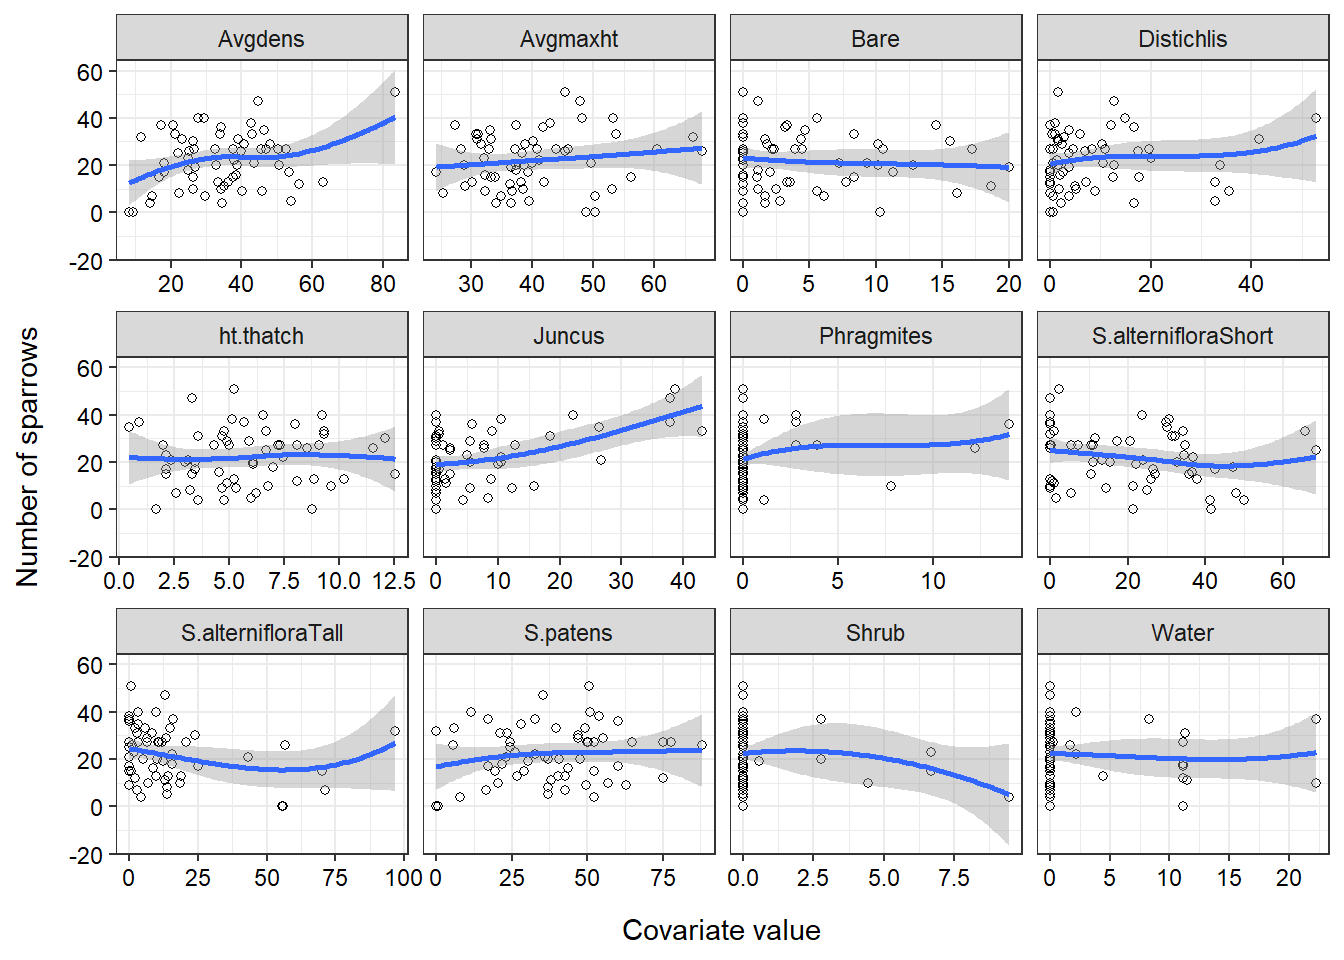 Avgdens Avgmaxht Bare Distichlis
60
40
20
0
-20
20 40 60 80 30 40 50 60 0 5 10 15 20 0 20 40
ht.thatch Juncus Phragmites S.alternifloraShort
60
40
20
0
-20
0.0 2.5 5.0 7.5 10.0 12.5 0 10 20 30 40 0 5 10 0 20 40 60
S.alternifloraTall S.patens Shrub Water
60
40
20
0
-20
0 25 50 75 100 0 25 50 75 0.0 2.5 5.0 7.5 0 5 10 15 20
Number of sparrows
Covariate value